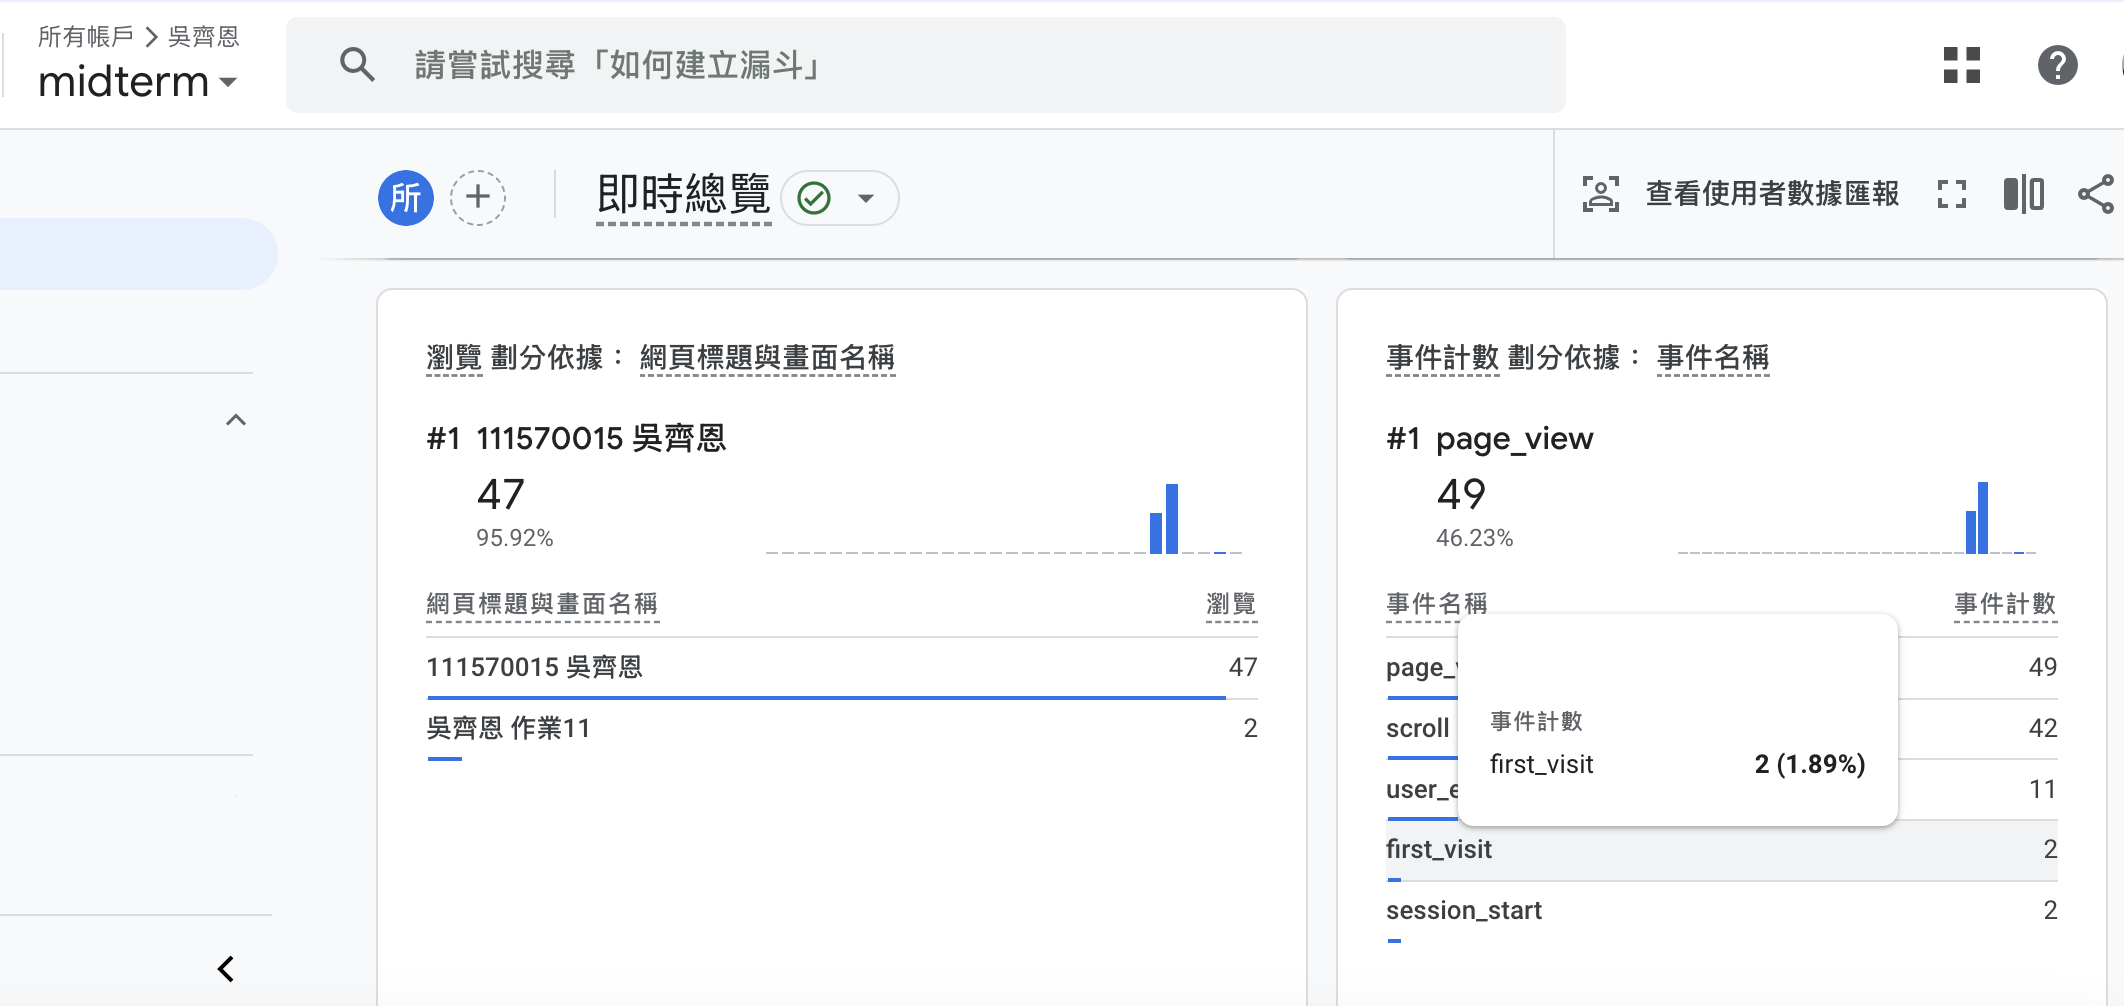 所有帳戶 > 吳齊恩
midterm
請嘗試搜尋「如何建立漏斗」
所
即時總覽
查看使用者數據匯報
瀏覽 劃分依據： 網頁標題與畫面名稱
#1 111570015 吳齊恩
47
95.92%
網頁標題與畫面名稱 瀏覽
111570015 吳齊恩 47
吳齊恩 作業11 2
事件計數 劃分依據： 事件名稱
#1 page_view
49
46.23%
事件名稱 事件計數
page_ 49
scroll 42
user_e 11
first_visit 2
session_start 2
事件計數
first_visit 2 (1.89%)